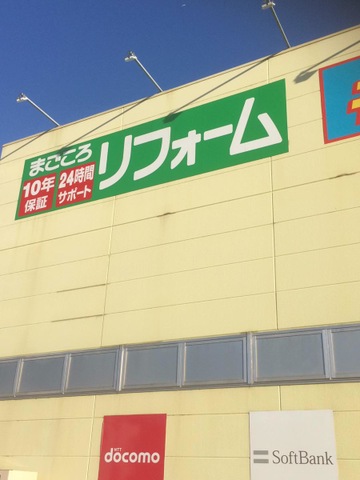 まごころ
リフォーム
10年
保証
24時間
サポート
NTT
docomo
SoftBank